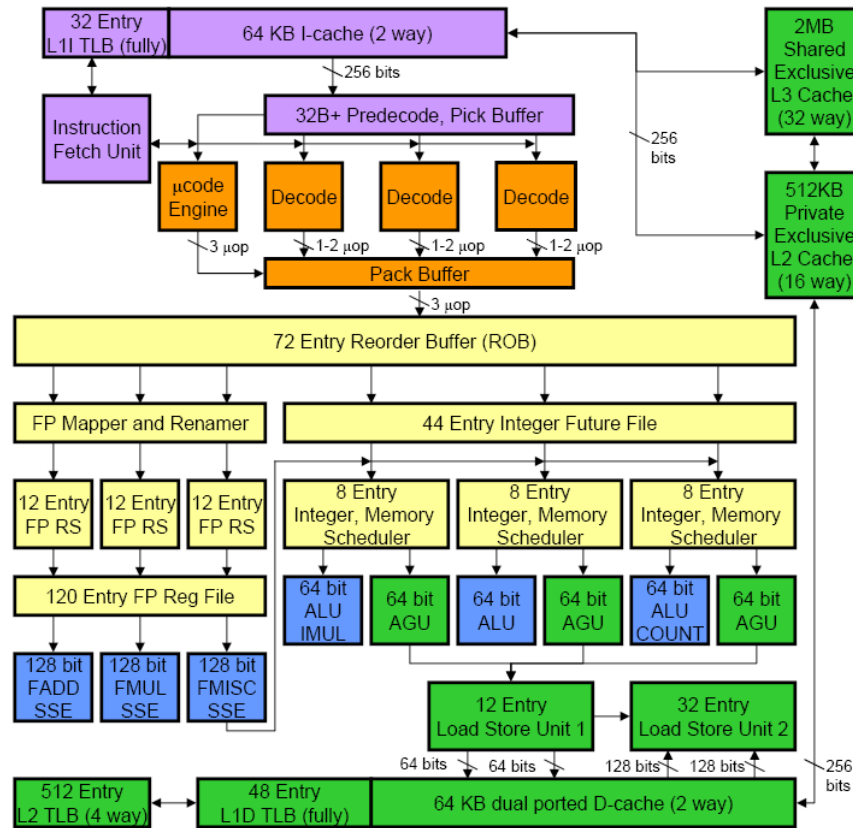 32 Entry
L1I TLB (fully)
64 KB I-cache (2 way)
2MB
Shared
Exclusive
L3 Cache
(32 way)
256 bits
Instruction
Fetch Unit
32B+ Predecode, Pick Buffer
256
bits
µcode
Engine
Decode
Decode
Decode
512KB
Private
Exclusive
L2 Cache
(16 way)
3 µop
1-2 µop
1-2 µop
1-2 µop
Pack Buffer
3 µop
72 Entry Reorder Buffer (ROB)
FP Mapper and Renamer
44 Entry Integer Future File
12 Entry
FP RS
12 Entry
FP RS
12 Entry
FP RS
8 Entry
Integer, Memory
Scheduler
8 Entry
Integer, Memory
Scheduler
8 Entry
Integer, Memory
Scheduler
120 Entry FP Reg File
64 bit
ALU
IMUL
64 bit
AGU
64 bit
ALU
64 bit
AGU
64 bit
ALU
COUNT
64 bit
AGU
128 bit
FADD
SSE
128 bit
FMUL
SSE
128 bit
FMISC
SSE
12 Entry
Load Store Unit 1
32 Entry
Load Store Unit 2
64 bits
64 bits
128 bits
128 bits
256
bits
512 Entry
L2 TLB (4 way)
48 Entry
L1D TLB (fully)
64 KB dual ported D-cache (2 way)